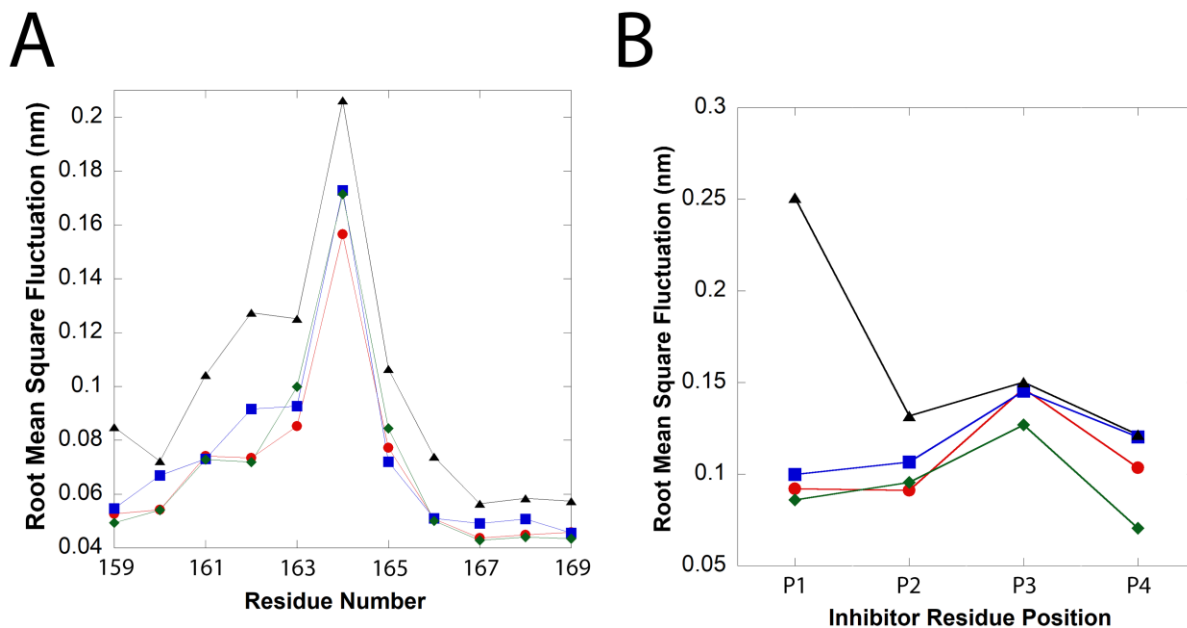 A
Root Mean Square Fluctuation (nm)
0.2
0.18
0.16
0.14
0.12
0.1
0.08
0.06
0.04
159 161 163 165 167 169
Residue Number
B
Root Mean Square Fluctuation (nm)
0.3
0.25
0.2
0.15
0.1
0.05
P1 P2 P3 P4
Inhibitor Residue Position